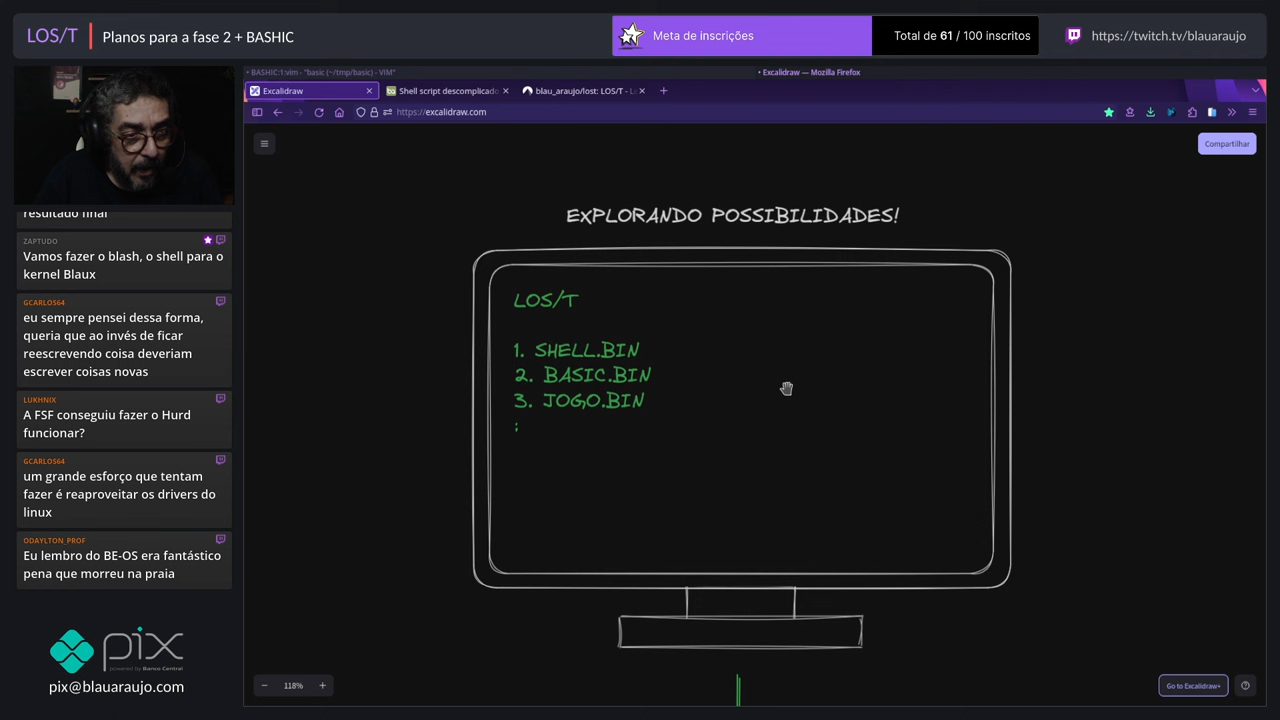 LOS/T
Planos para a fase 2 + BASHIC
Meta de inscrições
Total de 61 / 100 inscritos
https://twitch.tv/blauaraujo
• BASHIC:1:vim - "basic (~/tmp/basic) - VIM"
• Excalidraw — Mozilla Firefox
Excalidraw
Shell script descomplicado
blau_araujo/lost: LOS/T - Le
https://excalidraw.com
Compartilhar
resultado final
ZAPTUDO
Vamos fazer o blash, o shell para o
kernel Blaux
GCARLOS64
eu sempre pensei dessa forma,
queria que ao invés de ficar
reescrevendo coisa deveriam
escrever coisas novas
LUKHNIX
A FSF conseguiu fazer o Hurd
funcionar?
GCARLOS64
um grande esforço que tentam
fazer é reaproveitar os drivers do
linux
ODAYLTON_PROF
Eu lembro do BE-OS era fantástico
pena que morreu na praia
pix
powered by Banco Central
pix@blauaraujo.com
EXPLORANDO POSSIBILIDADES!
LOS/T
1. SHELL.BIN
2. BASIC.BIN
3. JOGO.BIN
:
118%
Go to Excalidraw+